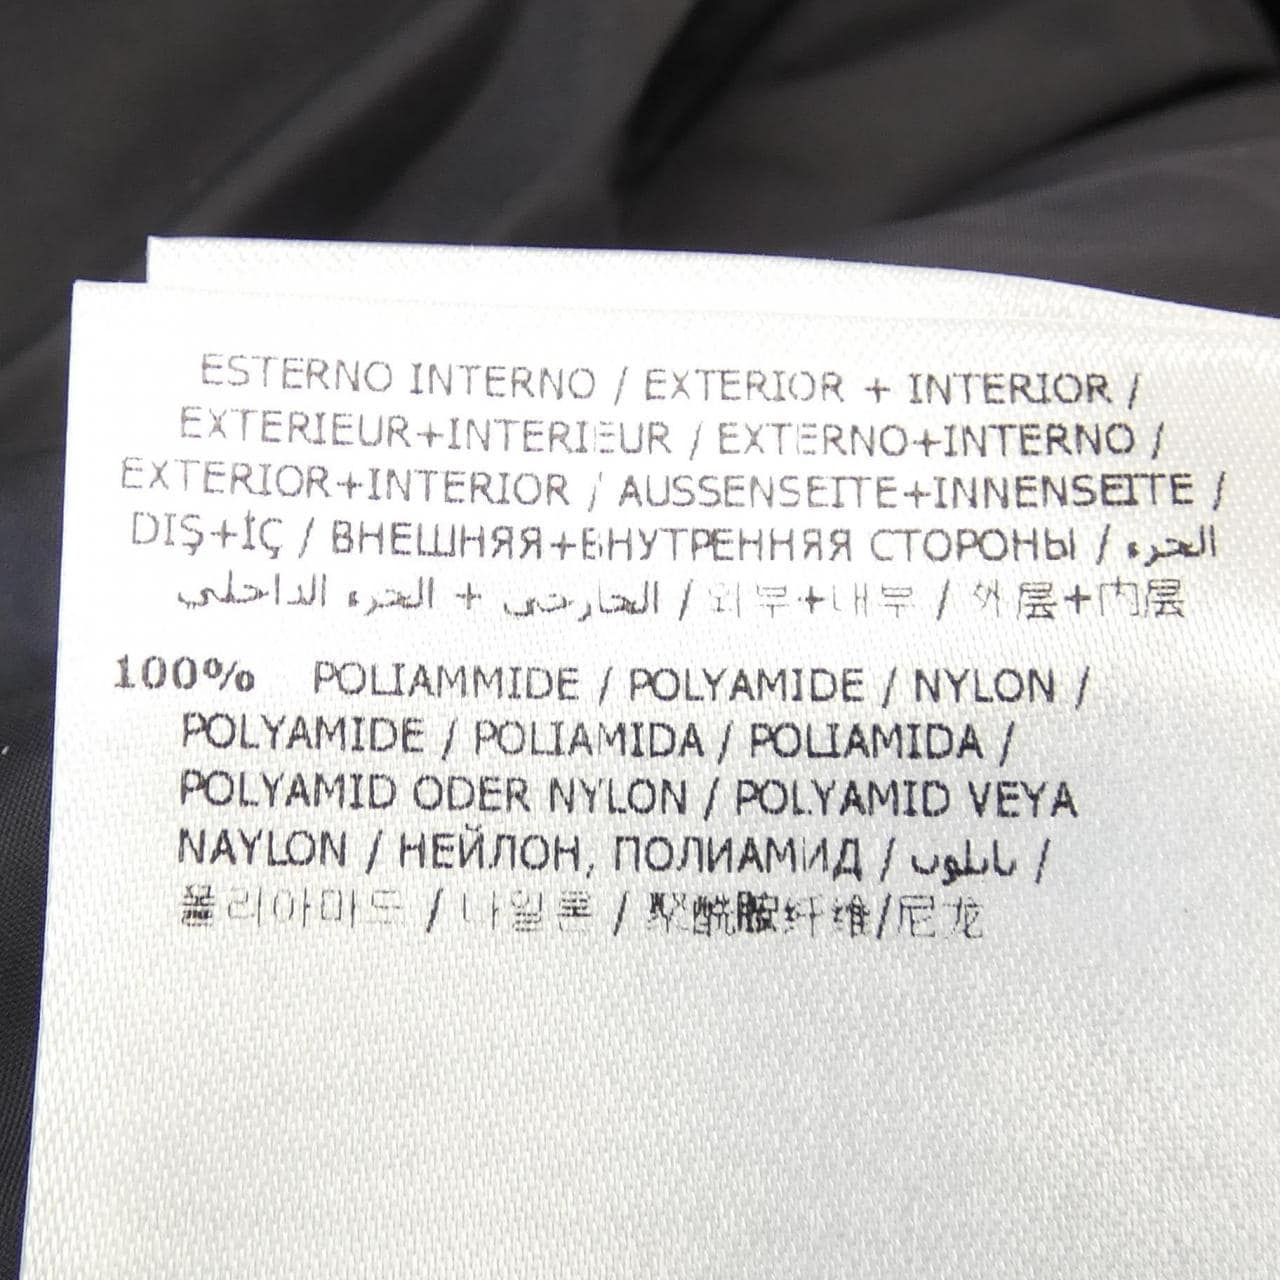 ESTERNO INTERNO / EXTERIOR + INTERIOR /
EXTERIEUR+INTERIEUR / EXTERNO+INTERNO /
EXTERIOR+INTERIOR / AUSSENSEITE+INNENSEITE /
DIŞ+İÇ / ВНЕШНЯЯ+ВНУТРЕННЯЯ СТОРОНЫ / الجزء
الخارجي + الجزء الداخلي / 외부+내부 / 外层+内层
100% POLIAMMIDE / POLYAMIDE / NYLON /
POLYAMIDE / POLIAMIDA / POLIAMIDA /
POLYAMID ODER NYLON / POLYAMID VEYA
NAYLON / НЕЙЛОН, ПОЛИАМИД / نايلون /
폴리아마드 / 나일론 / 聚酰胺纤维/尼龙